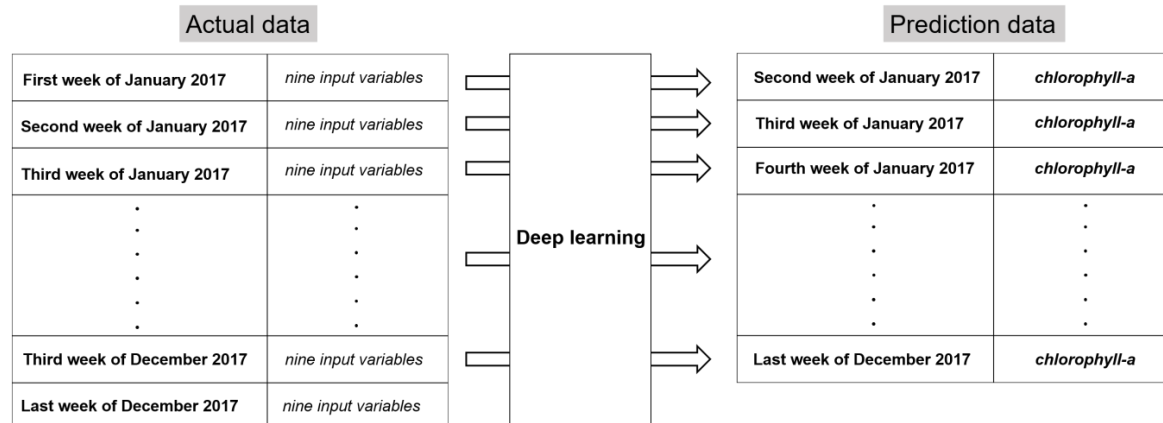 Actual data
Prediction data
First week of January 2017 nine input variables
Second week of January 2017 chlorophyll-a
Second week of January 2017 nine input variables
Third week of January 2017 chlorophyll-a
Third week of January 2017 nine input variables
Fourth week of January 2017 chlorophyll-a
Deep learning
Third week of December 2017 nine input variables
Last week of December 2017 chlorophyll-a
Last week of December 2017 nine input variables